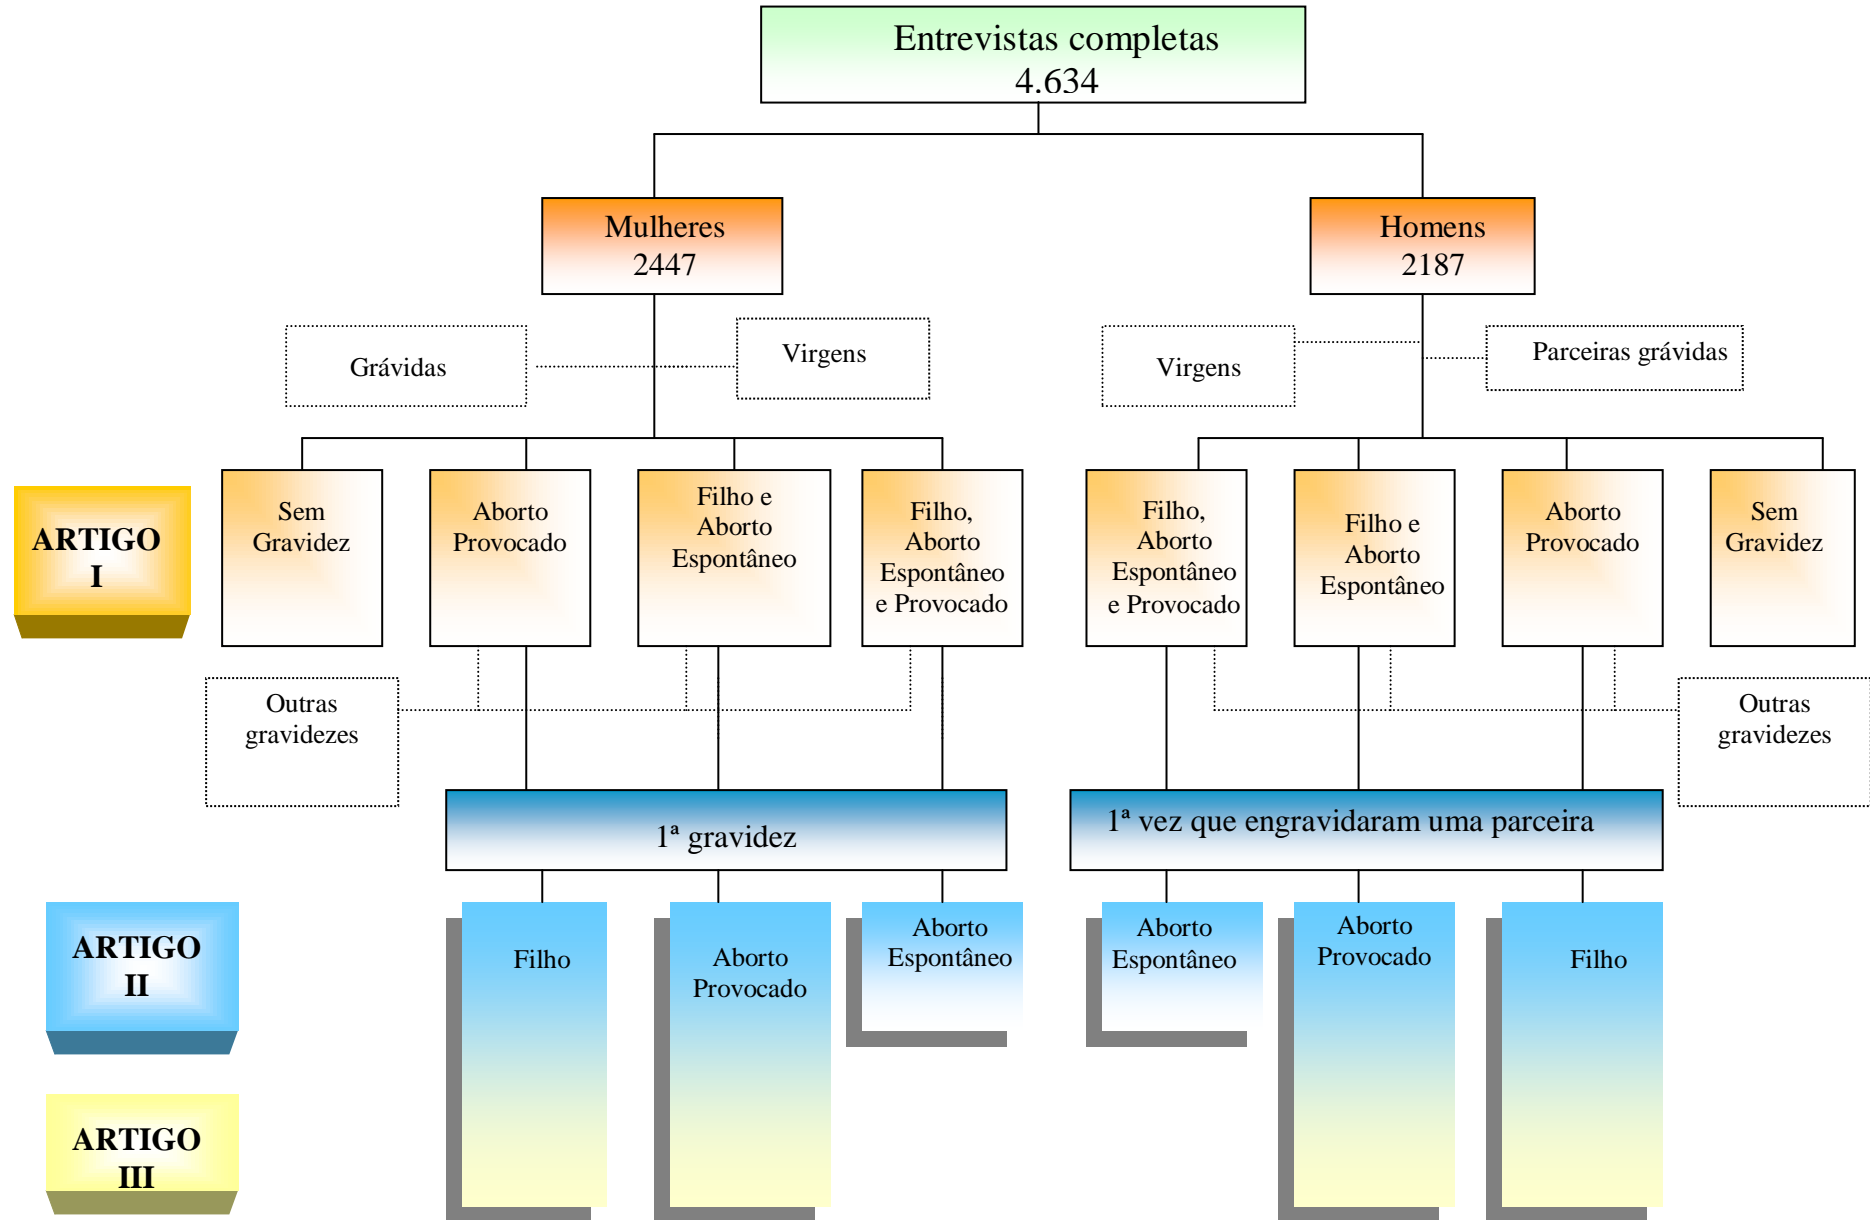 Entrevistas completas
4.634
Mulheres
2447
Homens
2187
Grávidas
Virgens
Virgens
Parceiras grávidas
ARTIGO
I
Sem
Gravidez
Aborto
Provocado
Filho e
Aborto
Espontâneo
Filho,
Aborto
Espontâneo
e Provocado
Filho,
Aborto
Espontâneo
e Provocado
Filho e
Aborto
Espontâneo
Aborto
Provocado
Sem
Gravidez
Outras
gravidezes
Outras
gravidezes
1ª gravidez
1ª vez que engravidaram uma parceira
ARTIGO
II
Filho
Aborto
Provocado
Aborto
Espontâneo
Aborto
Espontâneo
Aborto
Provocado
Filho
ARTIGO
III